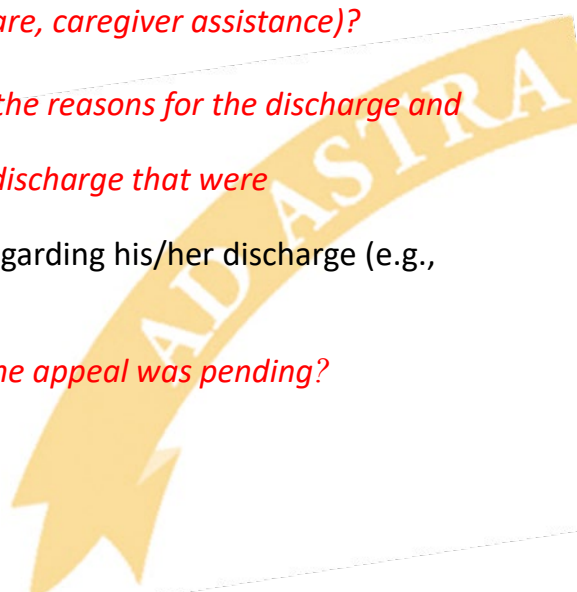 are, caregiver assistance)?
the reasons for the discharge and
discharge that were
garding his/her discharge (e.g.,
he appeal was pending?
AD ASTRA